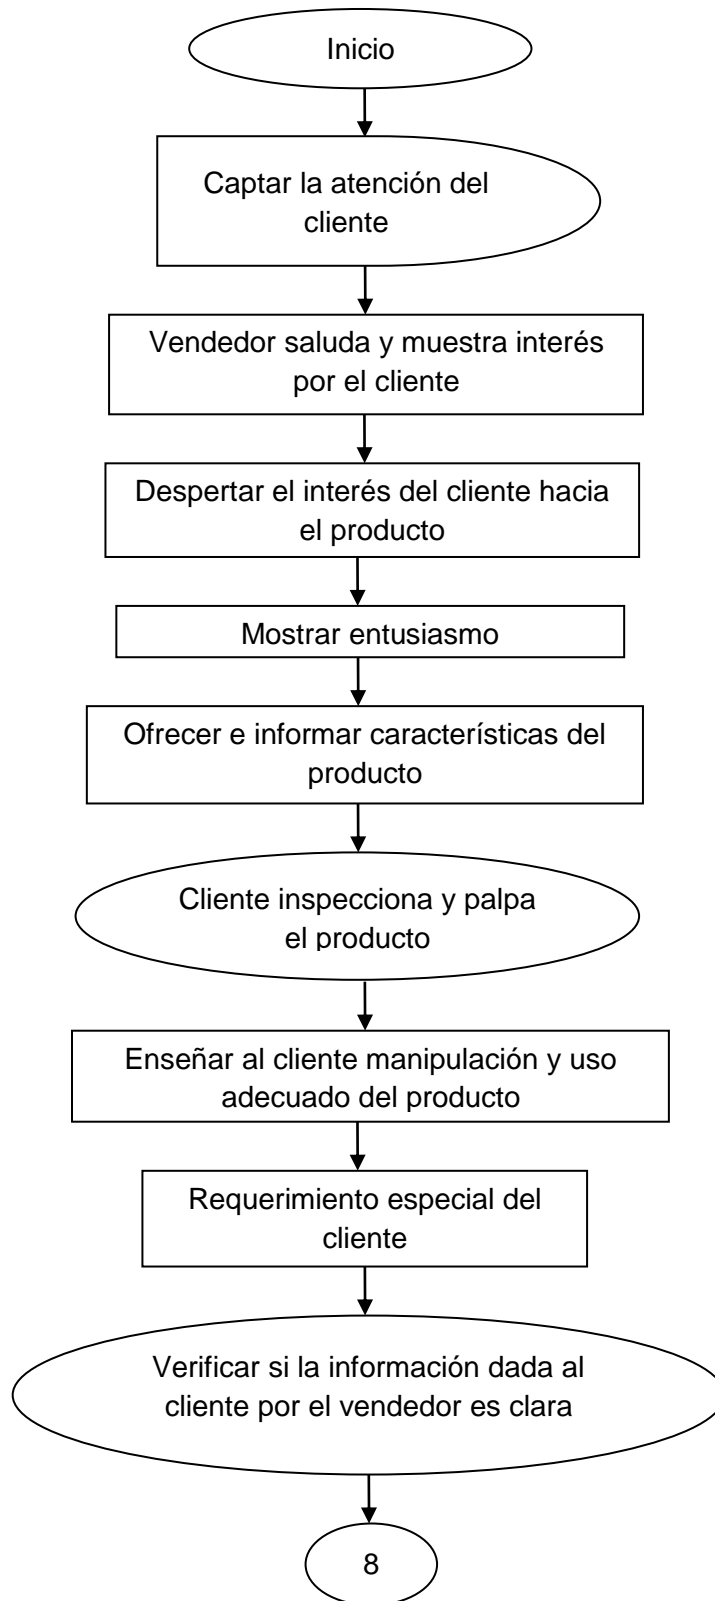 Inicio
Captar la atención del
cliente
Vendedor saluda y muestra interés
por el cliente
Despertar el interés del cliente hacia
el producto
Mostrar entusiasmo
Ofrecer e informar características del
producto
Cliente inspecciona y palpa
el producto
Enseñar al cliente manipulación y uso
adecuado del producto
Requerimiento especial del
cliente
Verificar si la información dada al
cliente por el vendedor es clara
8